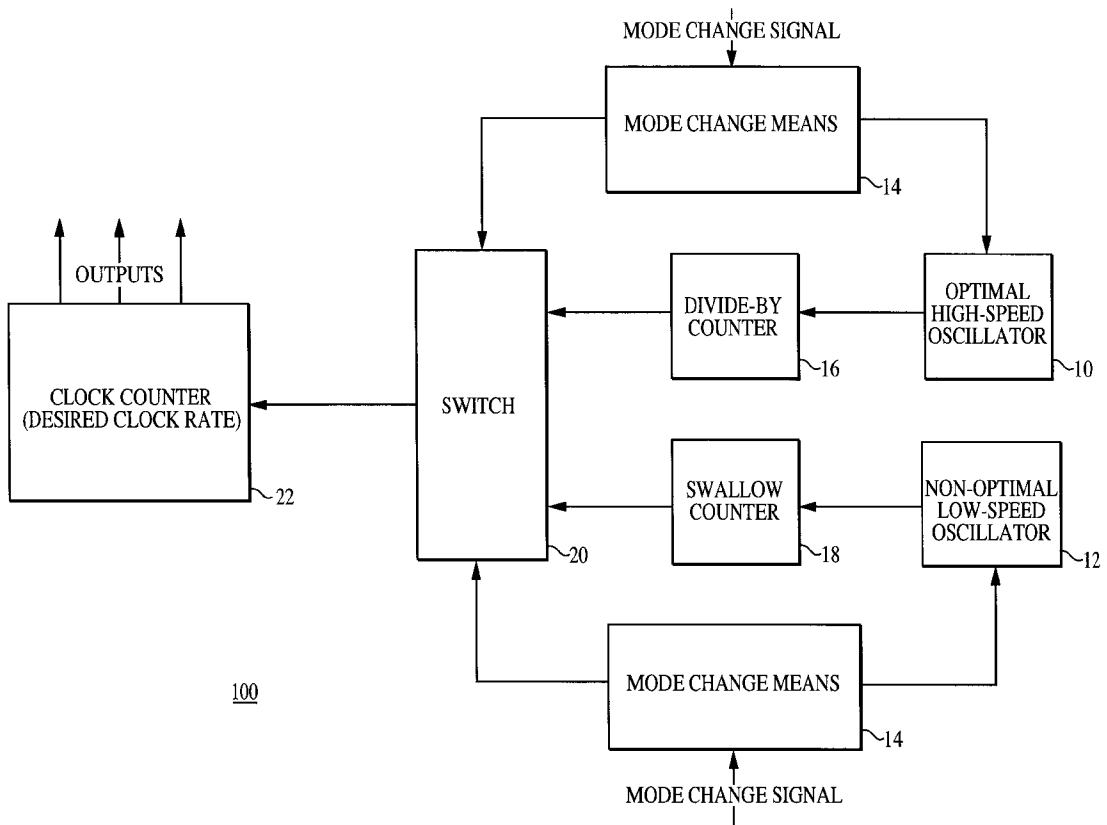 MODE CHANGE SIGNAL
MODE CHANGE MEANS
14
OUTPUTS
CLOCK COUNTER
(DESIRED CLOCK RATE)
22
SWITCH
20
DIVIDE-BY
COUNTER
16
OPTIMAL
HIGH-SPEED
OSCILLATOR
10
SWALLOW
COUNTER
18
NON-OPTIMAL
LOW-SPEED
OSCILLATOR
12
MODE CHANGE MEANS
14
MODE CHANGE SIGNAL
100